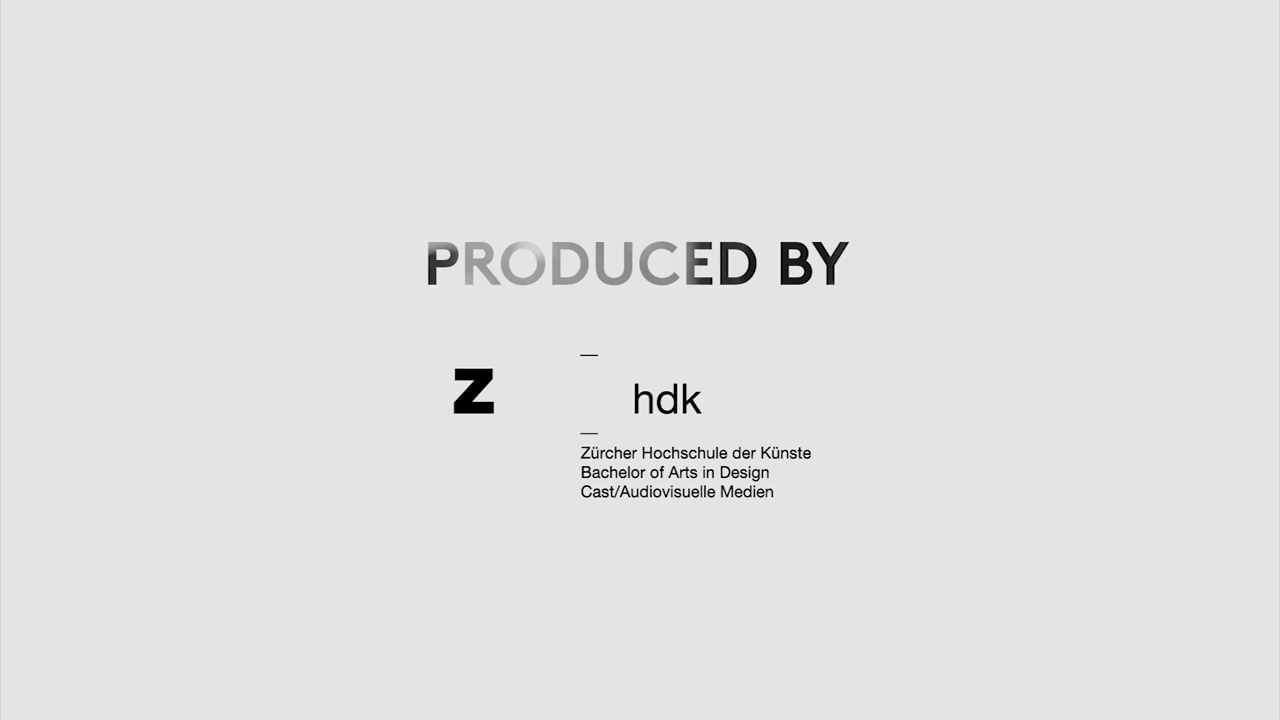 PRODUCED BY
Z hdk
Zürcher Hochschule der Künste
Bachelor of Arts in Design
Cast/Audiovisuelle Medien